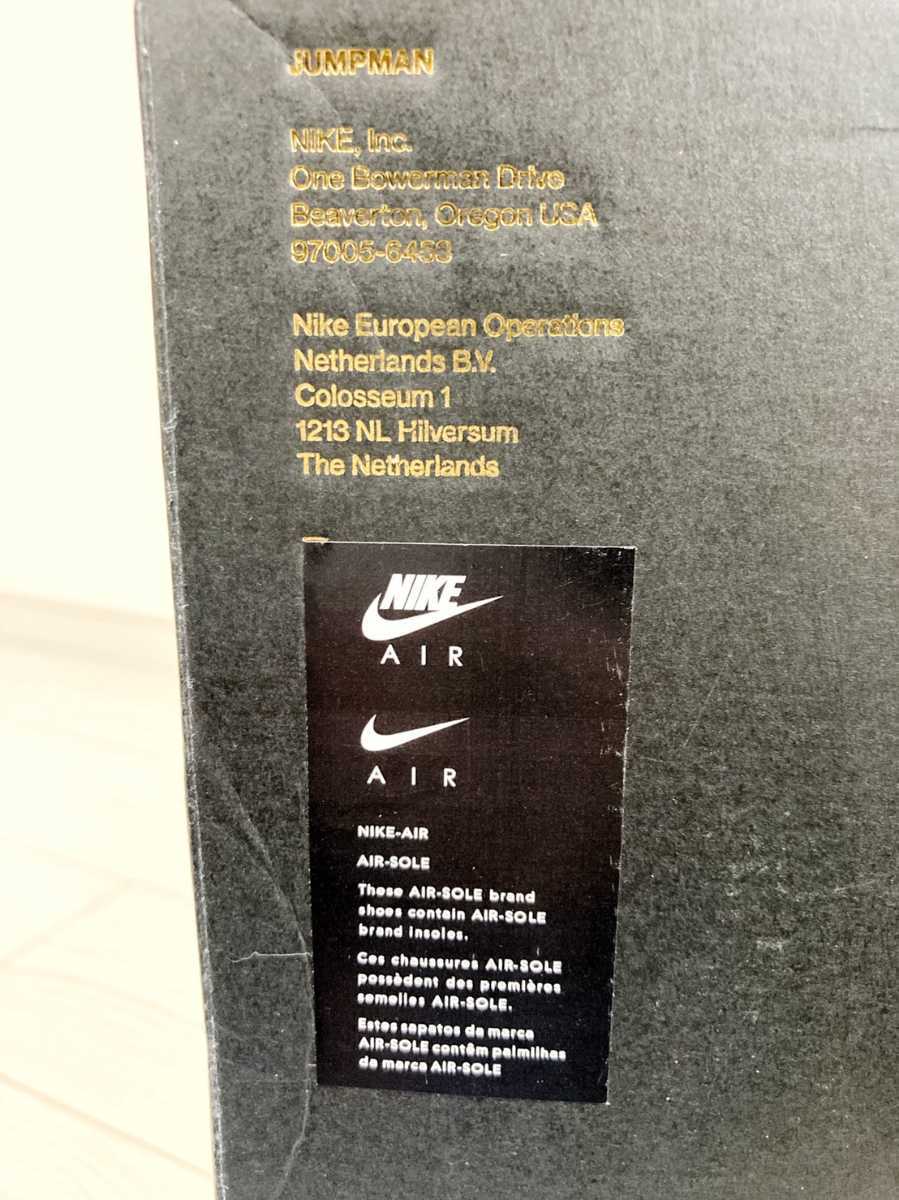 JUMPMAN
NIKE, Inc.
One Bowerman Drive
Beaverton, Oregon USA
97005-6453
Nike European Operations
Netherlands B.V.
Colosseum 1
1213 NL Hilversum
The Netherlands
NIKE
AIR
AIR
NIKE-AIR
AIR-SOLE
These AIR-SOLE brand
shoes contain AIR-SOLE
brand insoles.
Ces chaussures AIR-SOLE
possèdent des premières
semelles AIR-SOLE.
Estes sapatos da marca
AIR-SOLE contêm palmilhas
da marca AIR-SOLE